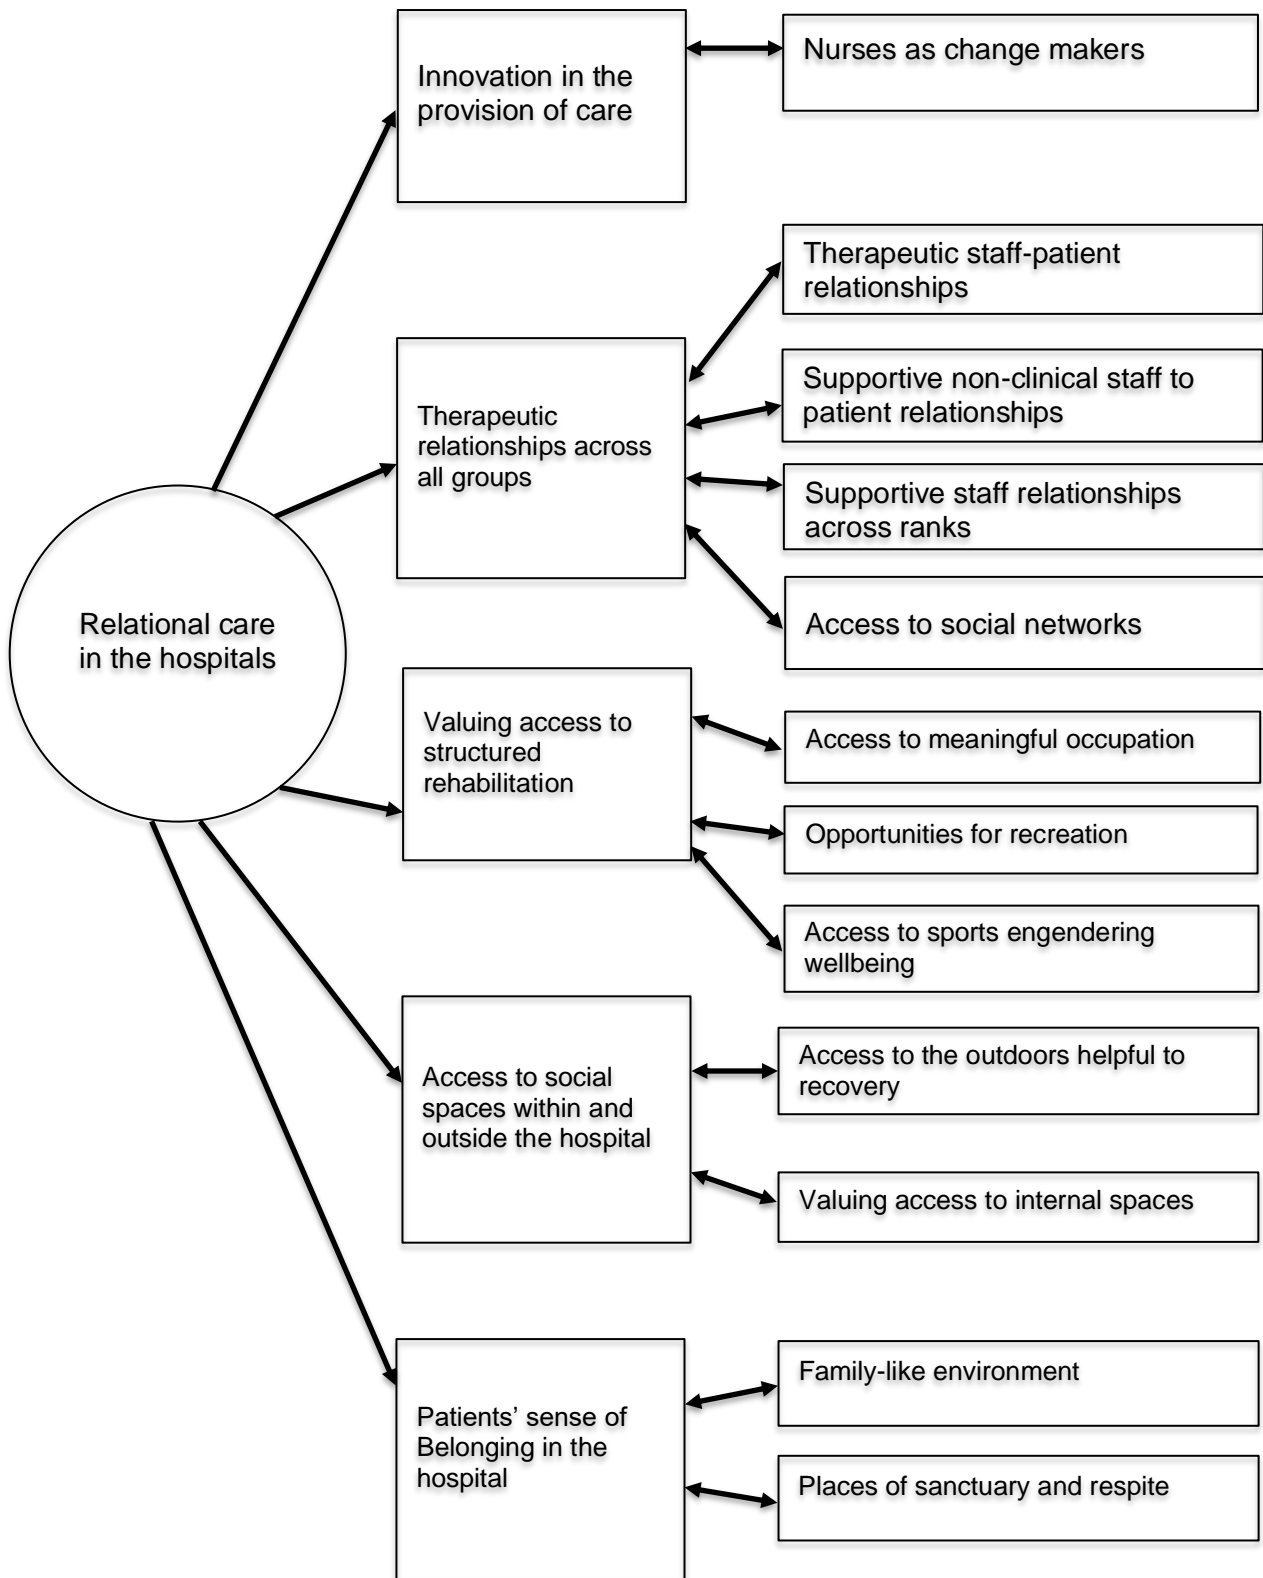 Innovation in the
provision of care
Nurses as change makers
Therapeutic
relationships across
all groups
Therapeutic staff-patient
relationships
Supportive non-clinical staff to
patient relationships
Supportive staff relationships
across ranks
Access to social networks
Relational care
in the hospitals
Valuing access to
structured
rehabilitation
Access to meaningful occupation
Opportunities for recreation
Access to sports engendering
wellbeing
Access to social
spaces within and
outside the hospital
Access to the outdoors helpful to
recovery
Valuing access to internal spaces
Patients’ sense of
Belonging in the
hospital
Family-like environment
Places of sanctuary and respite